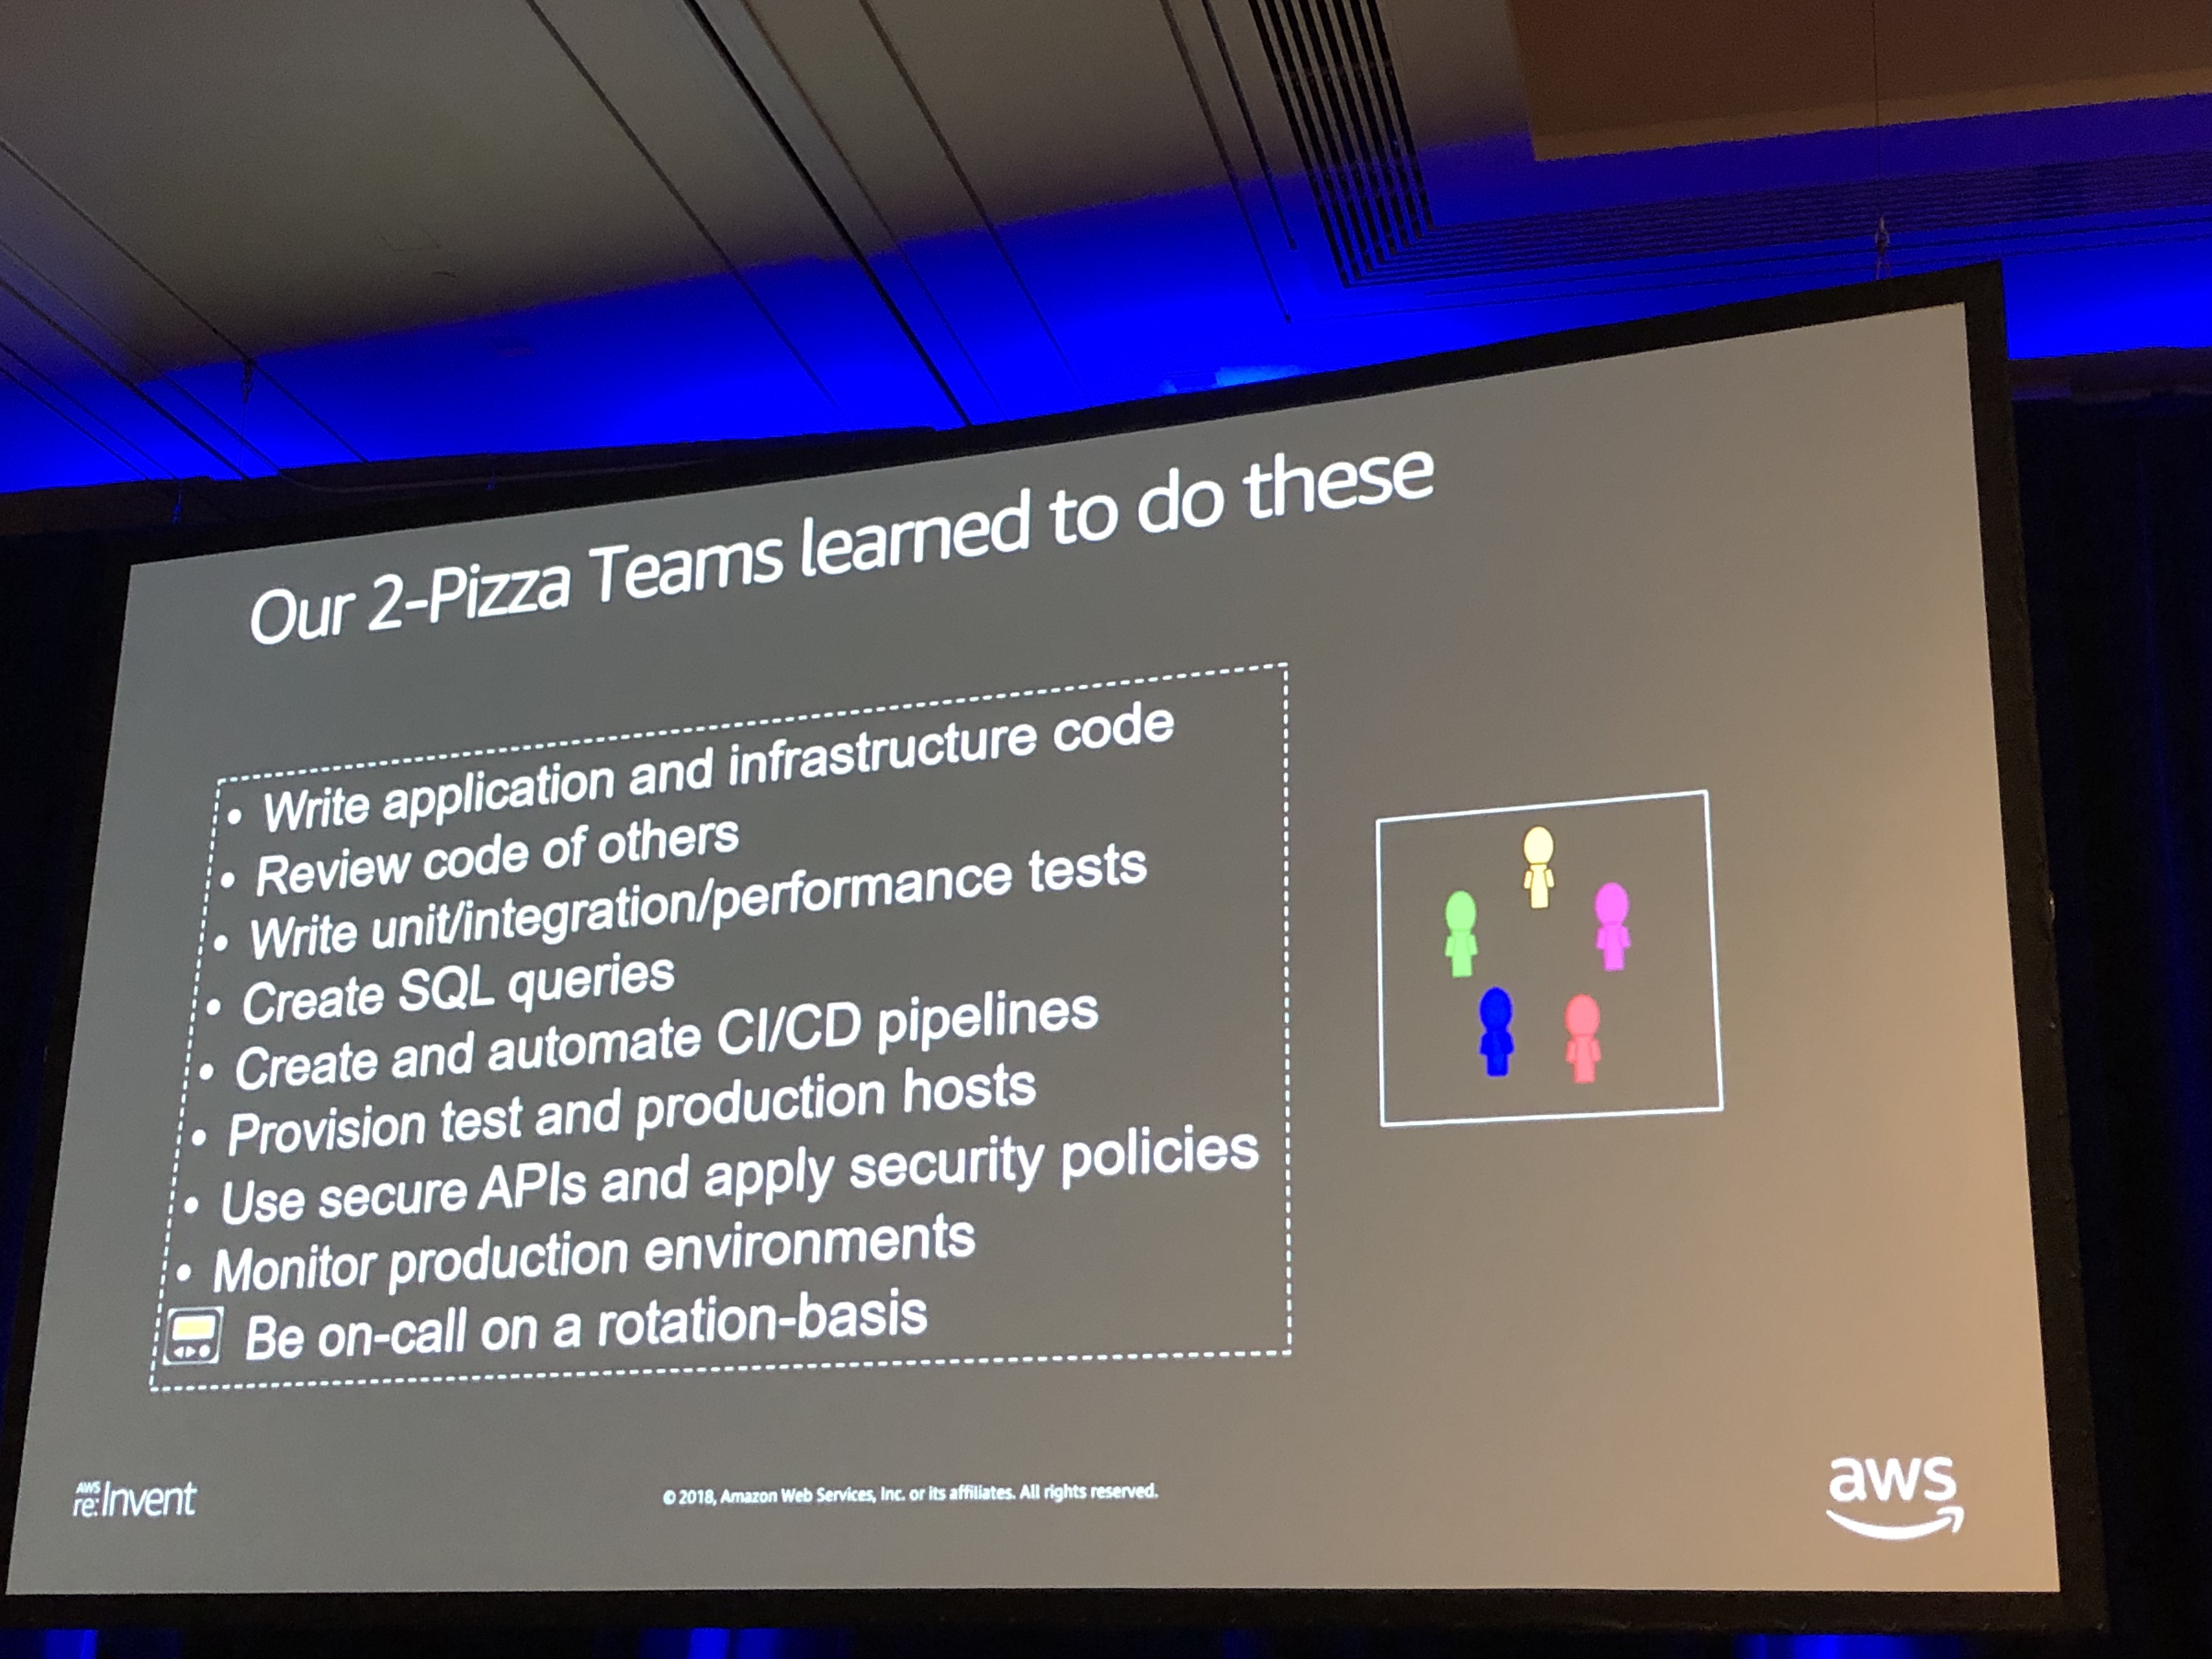 Our 2-Pizza Teams learned to do these
• Write application and infrastructure code
• Review code of others
• Write unit/integration/performance tests
• Create SQL queries
• Create and automate CI/CD pipelines
• Provision test and production hosts
• Use secure APIs and apply security policies
• Monitor production environments
Be on-call on a rotation-basis
AWS
re:Invent
© 2018, Amazon Web Services, Inc. or its affiliates. All rights reserved.
aws